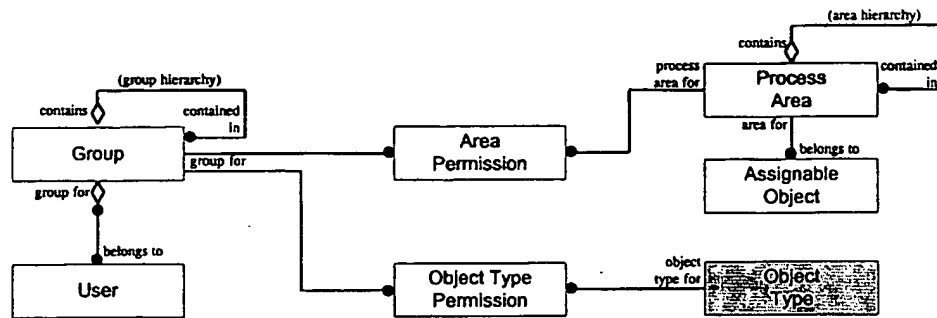 (area hierarchy)
contains
(group hierarchy)
process
area for
Process
Area
contained
in
contains
contained
in
Group
group for
Area
Permission
area for
belongs to
Assignable
Object
group for
belongs to
User
Object Type
Permission
object
type for
Object
Type